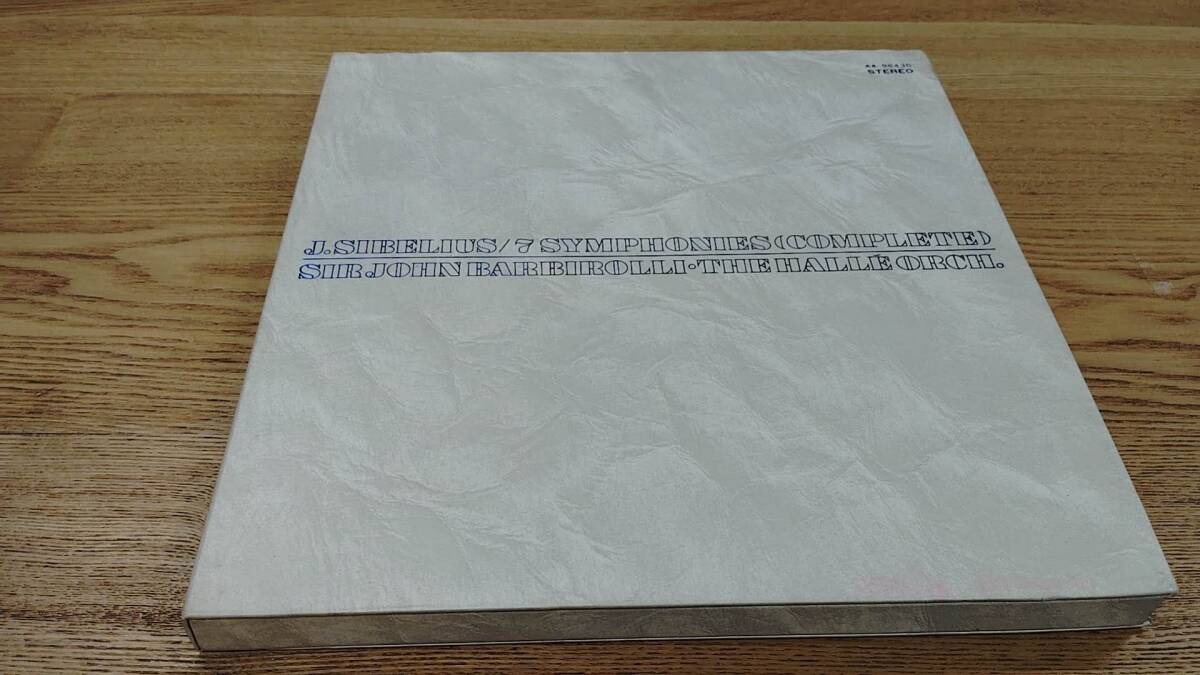 STEREO
J. SIBELIUS/7 SYMPHONIES (COMPLETE)
SIR JOHN BARBIROLLI·THE HALLÉ ORCH.